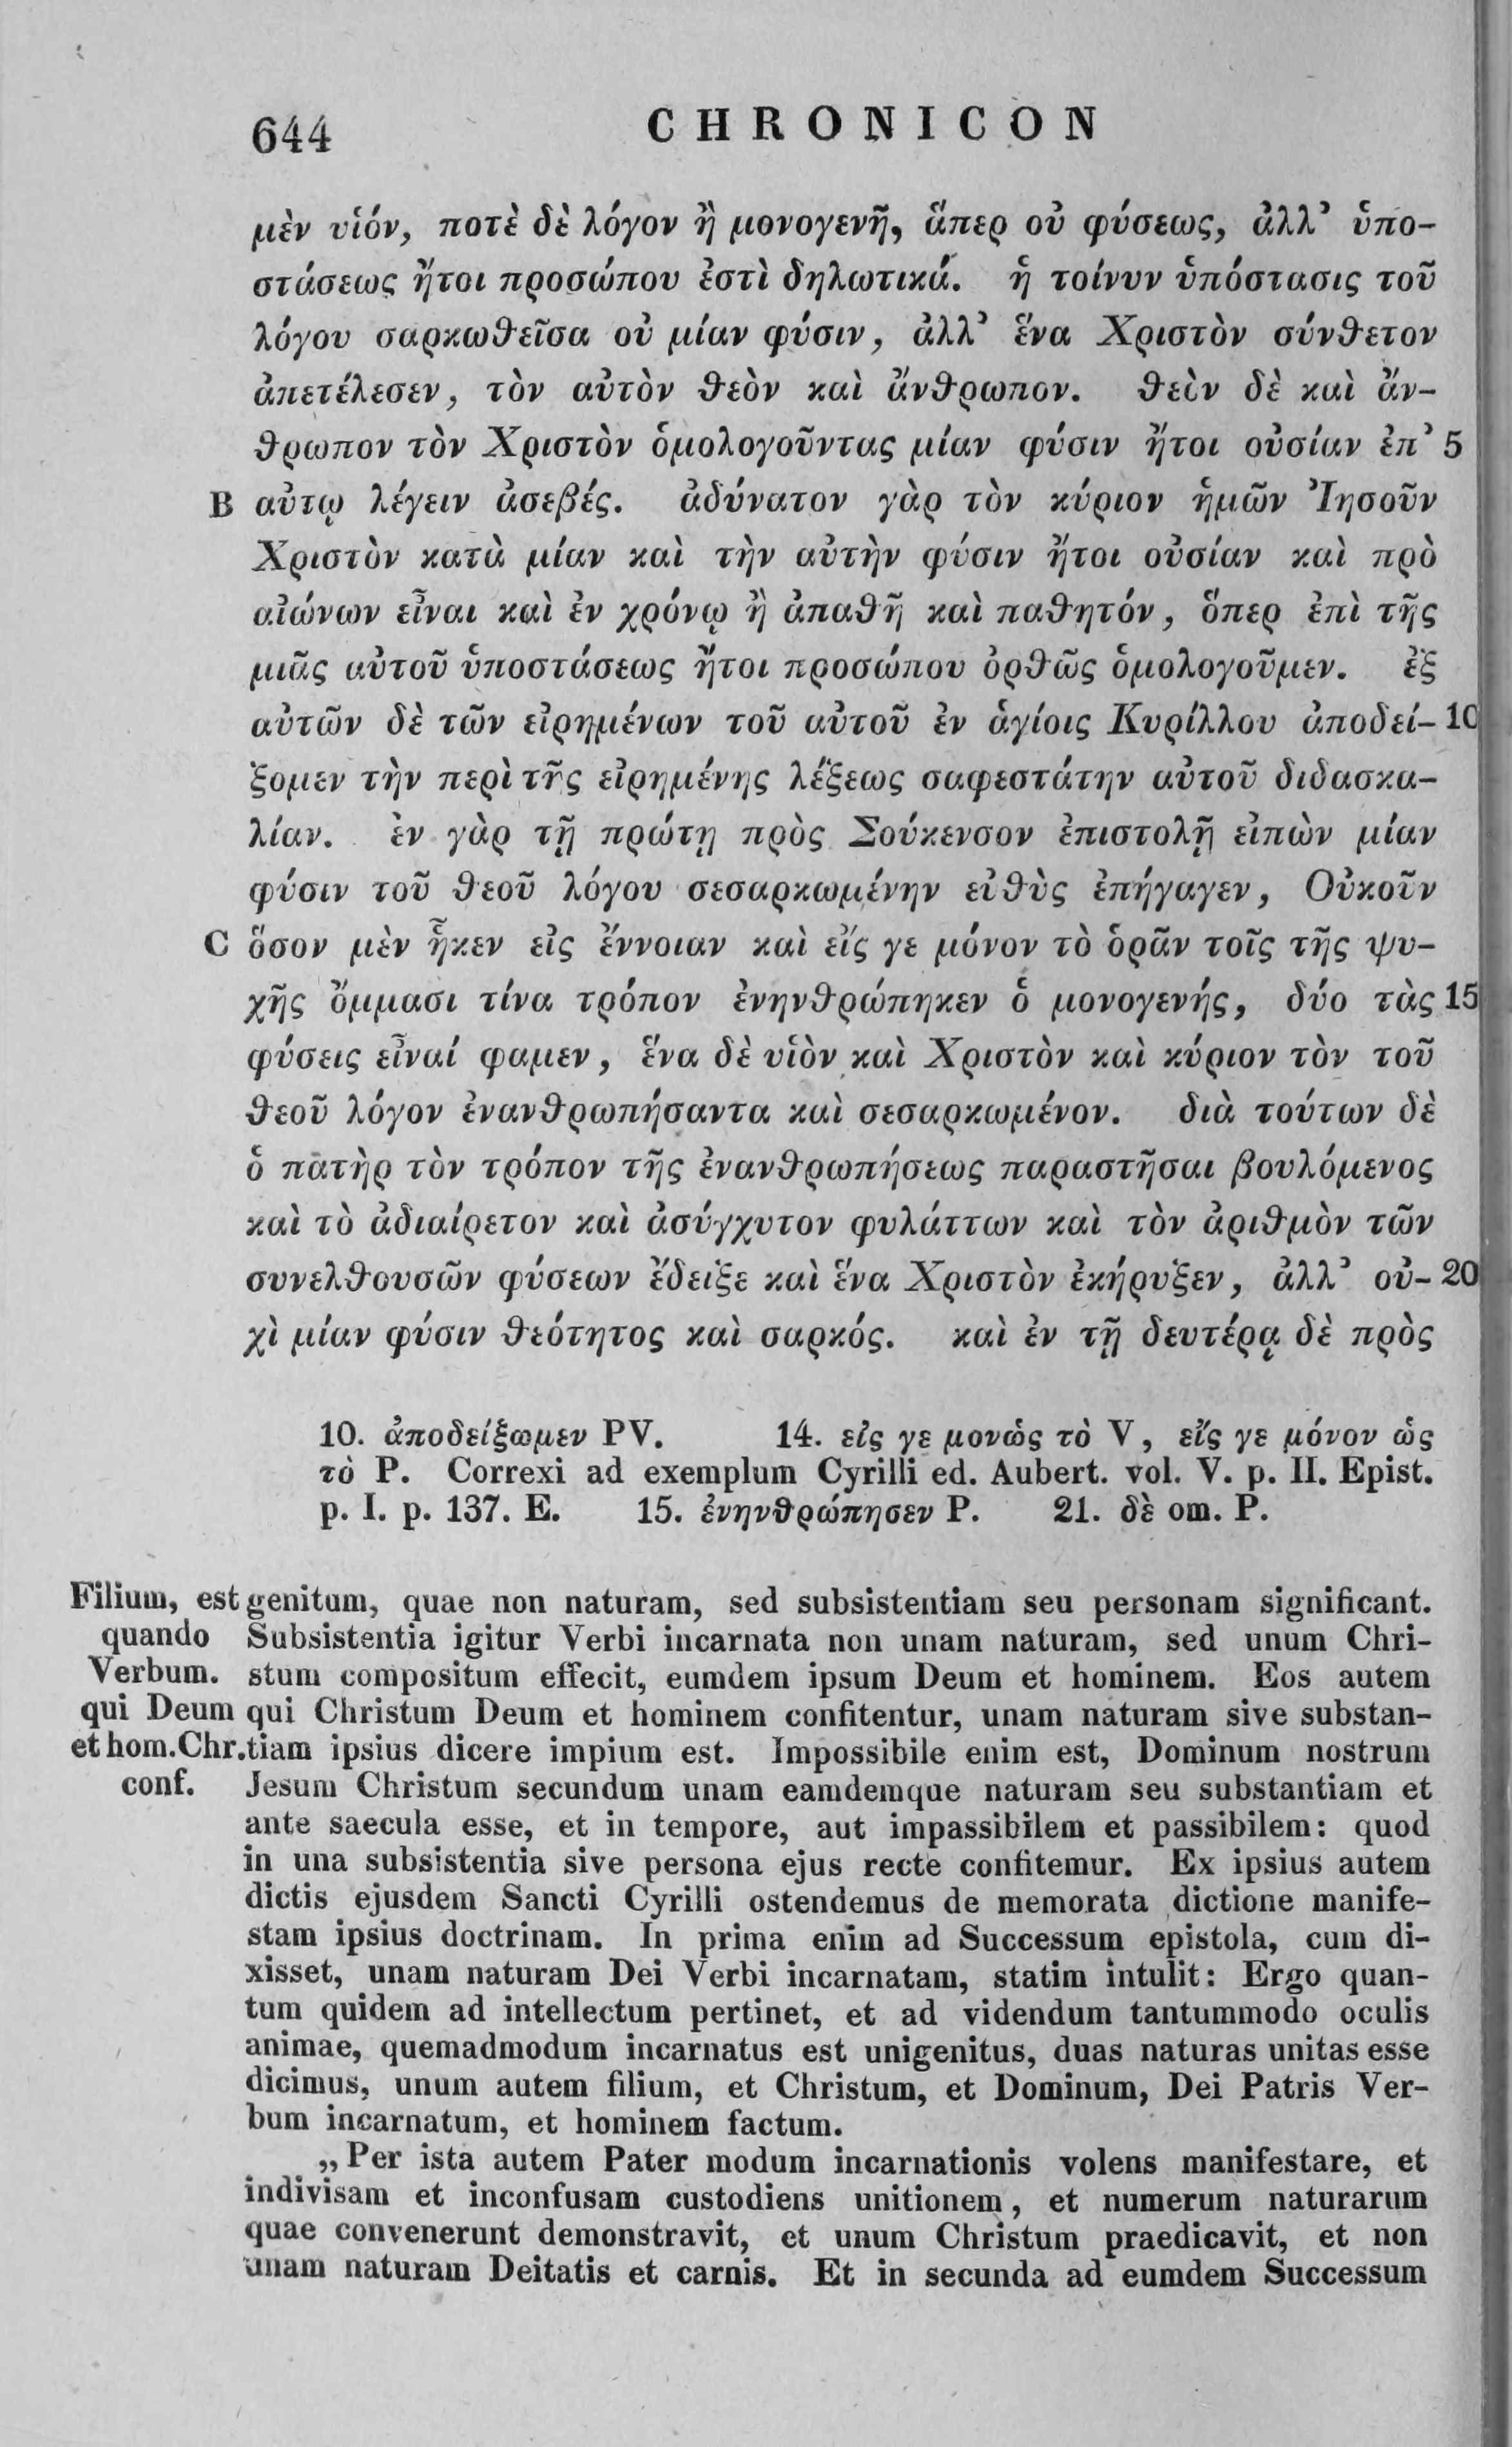 644 CHRONICON
μὲν υἱόν, ποτὲ δὲ λόγον ἢ μονογενῆ, ἅπερ οὐ φύσεως, ἀλλ’ ὑπο-
στάσεως ἤτοι προσώπου ἐστὶ δηλωτικά. ἡ τοίνυν ὑπόστασις τοῦ
λόγου σαρκωθεῖσα οὐ μίαν φύσιν, ἀλλ’ ἕνα Χριστὸν σύνθετον
ἀπετέλεσεν, τὸν αὐτὸν θεὸν καὶ ἄνθρωπον. θεὸν δὲ καὶ ἄν-
θρωπον τὸν Χριστὸν ὁμολογοῦντας μίαν φύσιν ἤτοι οὐσίαν ἐπ’ 5
B αὐτῳ λέγειν ἀσεβές. ἀδύνατον γὰρ τὸν κύριον ἡμῶν Ἰησοῦν
Χριστὸν κατὰ μίαν καὶ τὴν αὐτὴν φύσιν ἤτοι οὐσίαν καὶ πρὸ
αἰώνων εἶναι καὶ ἐν χρόνῳ ἢ ἀπαθῆ καὶ παθητόν, ὅπερ ἐπὶ τῆς
μιᾶς αὐτοῦ ὑποστάσεως ἤτοι προσώπου ὀρθῶς ὁμολογοῦμεν. ἐξ
αὐτῶν δὲ τῶν εἰρημένων τοῦ αὐτοῦ ἐν ἁγίοις Κυρίλλου ἀποδεί- 10
ξομεν τὴν περὶ τῆς εἰρημένης λέξεως σαφεστάτην αὐτοῦ διδασκα-
λίαν. ἐν γὰρ τῇ πρώτῃ πρὸς Σούκενσον ἐπιστολῇ εἰπὼν μίαν
φύσιν τοῦ θεοῦ λόγου σεσαρκωμένην εὐθὺς ἐπήγαγεν, Οὐκοῦν
C ὅσον μὲν ἧκεν εἰς ἔννοιαν καὶ εἴς γε μόνον τὸ ὁρᾶν τοῖς τῆς ψυ-
χῆς ὄμμασι τίνα τρόπον ἐνηνθρώπηκεν ὁ μονογενής, δύο τὰς 15
φύσεις εἶναί φαμεν, ἕνα δὲ υἱὸν καὶ Χριστὸν καὶ κύριον τὸν τοῦ
θεοῦ λόγον ἐνανθρωπήσαντα καὶ σεσαρκωμένον. διὰ τούτων δὲ
ὁ πατὴρ τὸν τρόπον τῆς ἐνανθρωπήσεως παραστῆσαι βουλόμενος
καὶ τὸ ἀδιαίρετον καὶ ἀσύγχυτον φυλάττων καὶ τὸν ἀριθμὸν τῶν
συνελθουσῶν φύσεων ἔδειξε καὶ ἕνα Χριστὸν ἐκήρυξεν, ἀλλ’ οὐ- 20
χὶ μίαν φύσιν θεότητος καὶ σαρκός. καὶ ἐν τῇ δευτέρᾳ δὲ πρὸς
10. ἀποδείξωμεν PV. 14. εἰς γε μονῶς τὸ V, εἴς γε μόνον ὡς
τὸ P. Correxi ad exemplum Cyrilli ed. Aubert. vol. V. p. II. Epist.
p. I. p. 137. E. 15. ἐνηνθρώπησεν P. 21. δὲ om. P.
Filium, est genitum, quae non naturam, sed subsistentiam seu personam significant.
quando Subsistentia igitur Verbi incarnata non unam naturam, sed unum Chri-
Verbum. stum compositum effecit, eumdem ipsum Deum et hominem. Eos autem
qui Deum qui Christum Deum et hominem confitentur, unam naturam sive substan-
et hom. Chr. tiam ipsius dicere impium est. Impossibile enim est, Dominum nostrum
conf. Jesum Christum secundum unam eamdemque naturam seu substantiam et
ante saecula esse, et in tempore, aut impassibilem et passibilem: quod
in una subsistentia sive persona ejus recte confitemur. Ex ipsius autem
dictis ejusdem Sancti Cyrilli ostendemus de memorata dictione manife-
stam ipsius doctrinam. In prima enim ad Successum epistola, cum di-
xisset, unam naturam Dei Verbi incarnatam, statim intulit: Ergo quan-
tum quidem ad intellectum pertinet, et ad videndum tantummodo oculis
animae, quemadmodum incarnatus est unigenitus, duas naturas unitas esse
dicimus, unum autem filium, et Christum, et Dominum, Dei Patris Ver-
bum incarnatum, et hominem factum.
„Per ista autem Pater modum incarnationis volens manifestare, et
indivisam et inconfusam custodiens unitionem, et numerum naturarum
quae convenerunt demonstravit, et unum Christum praedicavit, et non
unam naturam Deitatis et carnis. Et in secunda ad eumdem Successum